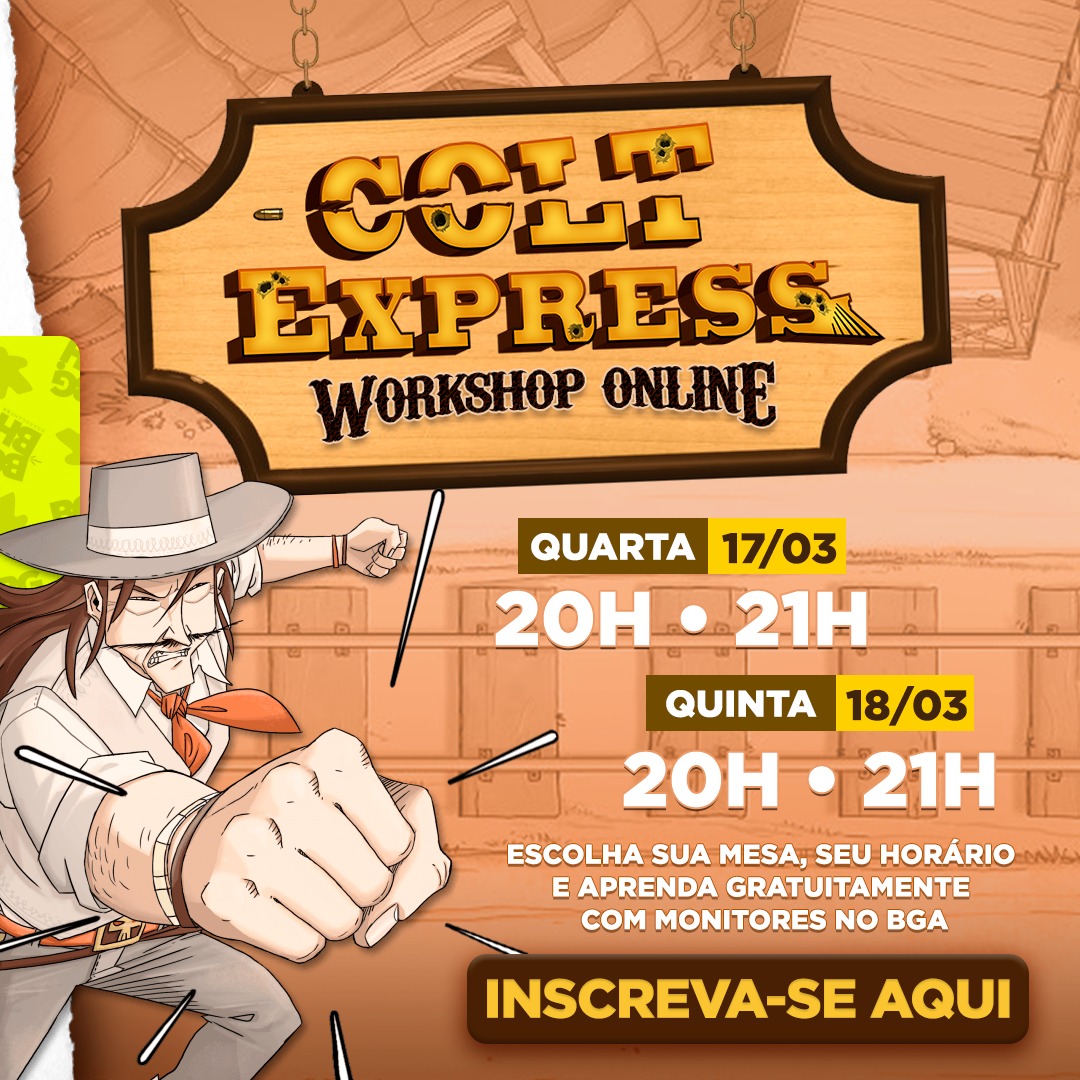 COLT
EXPRESS
WORKSHOP ONLINE
QUARTA 17/03
20H • 21H
QUINTA 18/03
20H • 21H
ESCOLHA SUA MESA, SEU HORÁRIO
E APRENDA GRATUITAMENTE
COM MONITORES NO BGA
INSCREVA-SE AQUI